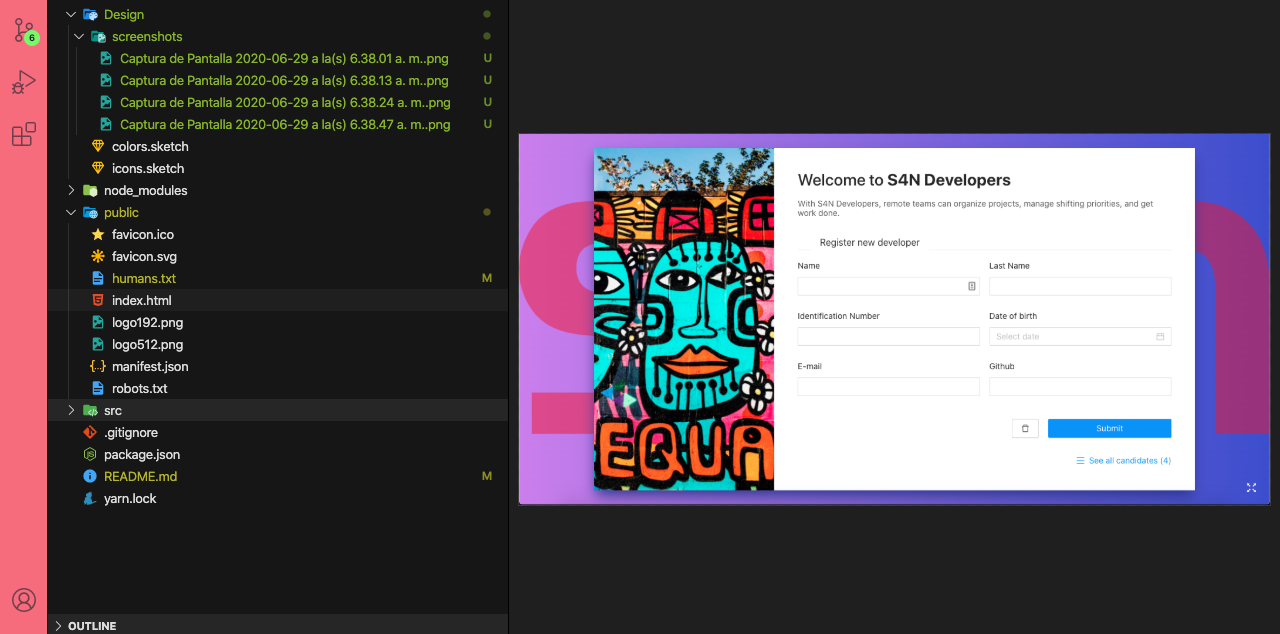 6
Design
screenshots
Captura de Pantalla 2020-06-29 a la(s) 6.38.01 a. m..png U
Captura de Pantalla 2020-06-29 a la(s) 6.38.13 a. m..png U
Captura de Pantalla 2020-06-29 a la(s) 6.38.24 a. m..png U
Captura de Pantalla 2020-06-29 a la(s) 6.38.47 a. m..png U
colors.sketch
icons.sketch
node_modules
public
favicon.ico
favicon.svg
humans.txt M
index.html
logo192.png
logo512.png
manifest.json
robots.txt
src
.gitignore
package.json
README.md M
yarn.lock
OUTLINE
Welcome to S4N Developers
With S4N Developers, remote teams can organize projects, manage shifting priorities, and get
work done.
Register new developer
Name Last Name
Identification Number Date of birth
Select date
E-mail Github
Submit
See all candidates (4)
EQUA